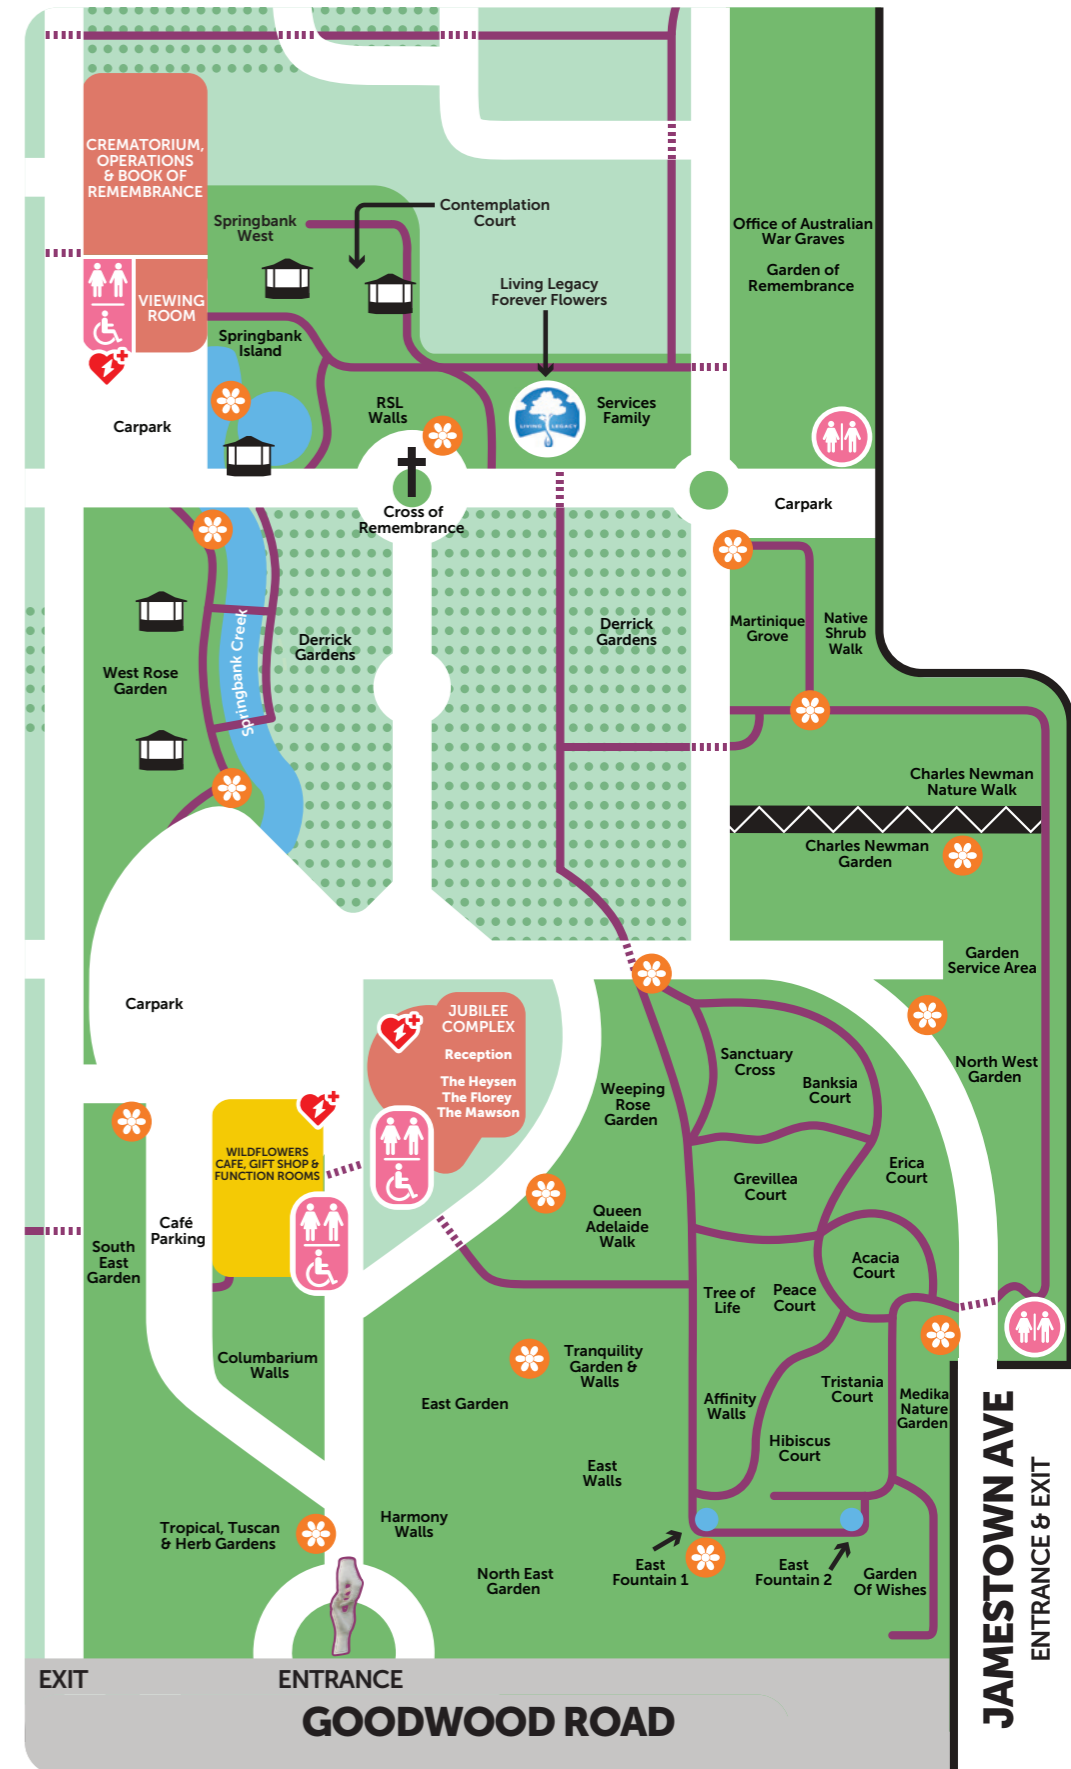 CREMATORIUM,
OPERATIONS
& BOOK OF
REMEMBRANCE
VIEWING
ROOM
Springbank
West
Contemplation
Court
Living Legacy
Forever Flowers
Office of Australian
War Graves
Garden of
Remembrance
Springbank
Island
RSL
Walls
LIVING LEGACY
Services
Family
Carpark
Cross of
Remembrance
Carpark
Springbank Creek
Derrick
Gardens
Derrick
Gardens
Martinique
Grove
Native
Shrub
Walk
West Rose
Garden
Charles Newman
Nature Walk
Charles Newman
Garden
Garden
Service Area
Carpark
JUBILEE
COMPLEX
Reception
The Heysen
The Florey
The Mawson
Sanctuary
Cross
Banksia
Court
North West
Garden
Weeping
Rose
Garden
WILDFLOWERS
CAFE, GIFT SHOP &
FUNCTION ROOMS
Grevillea
Court
Erica
Court
Café
Parking
South
East
Garden
Queen
Adelaide
Walk
Acacia
Court
Tree of
Life
Peace
Court
Columbarium
Walls
Tranquility
Garden &
Walls
East Garden
Affinity
Walls
Tristania
Court
Medika
Nature
Garden
Hibiscus
Court
East
Walls
Tropical, Tuscan
& Herb Gardens
Harmony
Walls
North East
Garden
East
Fountain 1
East
Fountain 2
Garden
Of Wishes
JAMESTOWN AVE
ENTRANCE & EXIT
EXIT
ENTRANCE
GOODWOOD ROAD